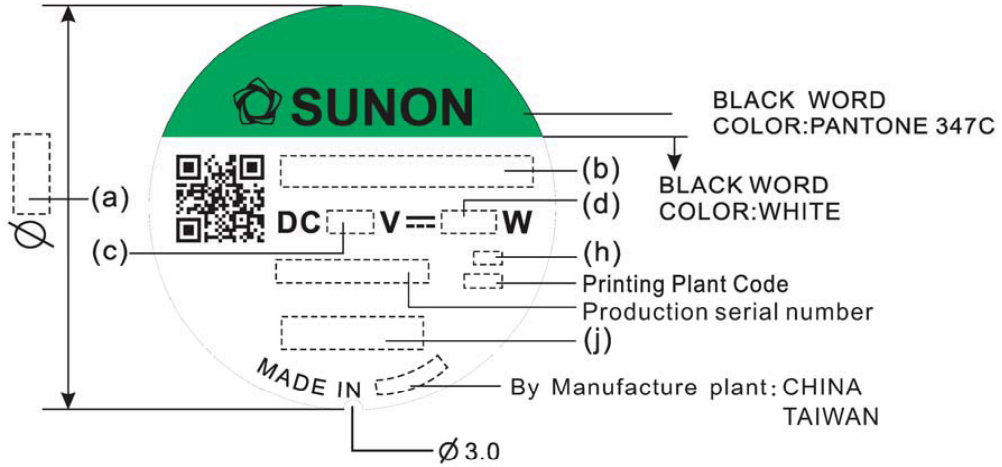 SUNON
BLACK WORD
COLOR:PANTONE 347C
(a)
(b)
BLACK WORD
COLOR:WHITE
(d)
DC V W
(c)
(h)
Printing Plant Code
Production serial number
(j)
MADE IN
By Manufacture plant: CHINA
TAIWAN
Ø
Ø 3.0